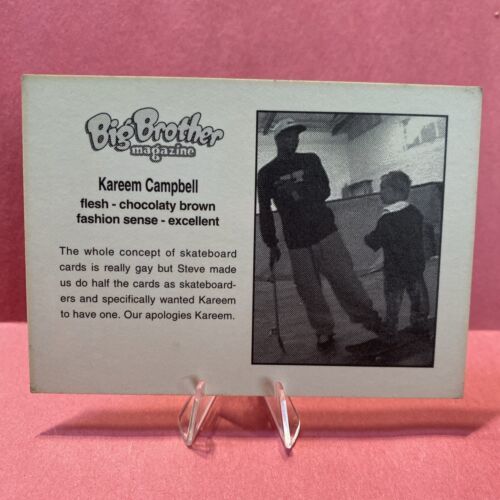 Big Brother
magazine
Kareem Campbell
flesh - chocolaty brown
fashion sense - excellent
The whole concept of skateboard
cards is really gay but Steve made
us do half the cards as skateboard-
ers and specifically wanted Kareem
to have one. Our apologies Kareem.